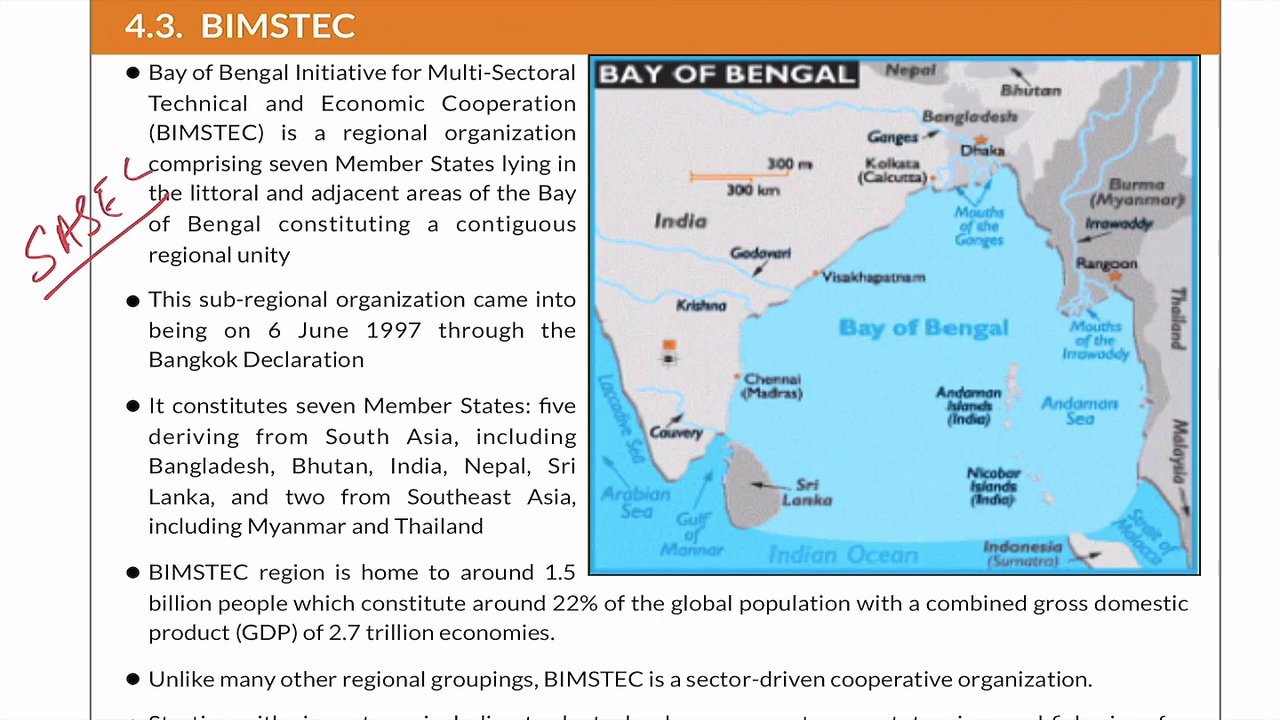 4.3. BIMSTEC
● Bay of Bengal Initiative for Multi-Sectoral
Technical and Economic Cooperation
(BIMSTEC) is a regional organization
comprising seven Member States lying in
the littoral and adjacent areas of the Bay
of Bengal constituting a contiguous
regional unity
SASEC
● This sub-regional organization came into
being on 6 June 1997 through the
Bangkok Declaration
● It constitutes seven Member States: five
deriving from South Asia, including
Bangladesh, Bhutan, India, Nepal, Sri
Lanka, and two from Southeast Asia,
including Myanmar and Thailand
● BIMSTEC region is home to around 1.5
billion people which constitute around 22% of the global population with a combined gross domestic
product (GDP) of 2.7 trillion economies.
● Unlike many other regional groupings, BIMSTEC is a sector-driven cooperative organization.
BAY OF BENGAL
Nepal
Bhutan
Bangladesh
Ganges
Dhaka
Kolkata
(Calcutta)
300 m
300 km
Burma
(Myanmar)
India
Mouths
of the
Ganges
Irrawaddy
Godavari
Rangoon
Visakhapatnam
Krishna
Thailand
Bay of Bengal
Mouths
of the
Irrawaddy
Chennai
(Madras)
Laccadive Sea
Andaman
Islands
(India)
Andaman
Sea
Cauvery
Malaysia
Nicobar
Islands
(India)
Sri
Lanka
Arabian
Sea
Gulf
of
Mannar
Strait of
Malacca
Indian Ocean
Indonesia
(Sumatra)